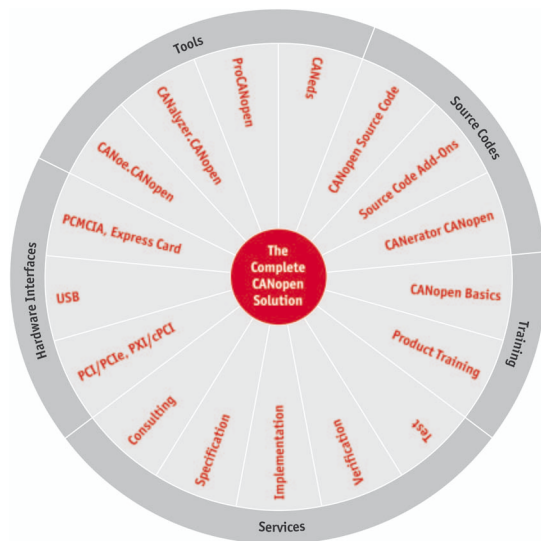 Tools
CANoe.CANopen
CANalyzer.CANopen
ProCANopen
CANeds
Source Codes
CANopen Source Code
Source Code Add-Ons
CANerator CANopen
Training
CANopen Basics
Product Training
Services
Test
Verification
Implementation
Specification
Consulting
Hardware Interfaces
PCI/PCIe, PXI/cPCI
USB
PCMCIA, Express Card
The
Complete
CANopen
Solution